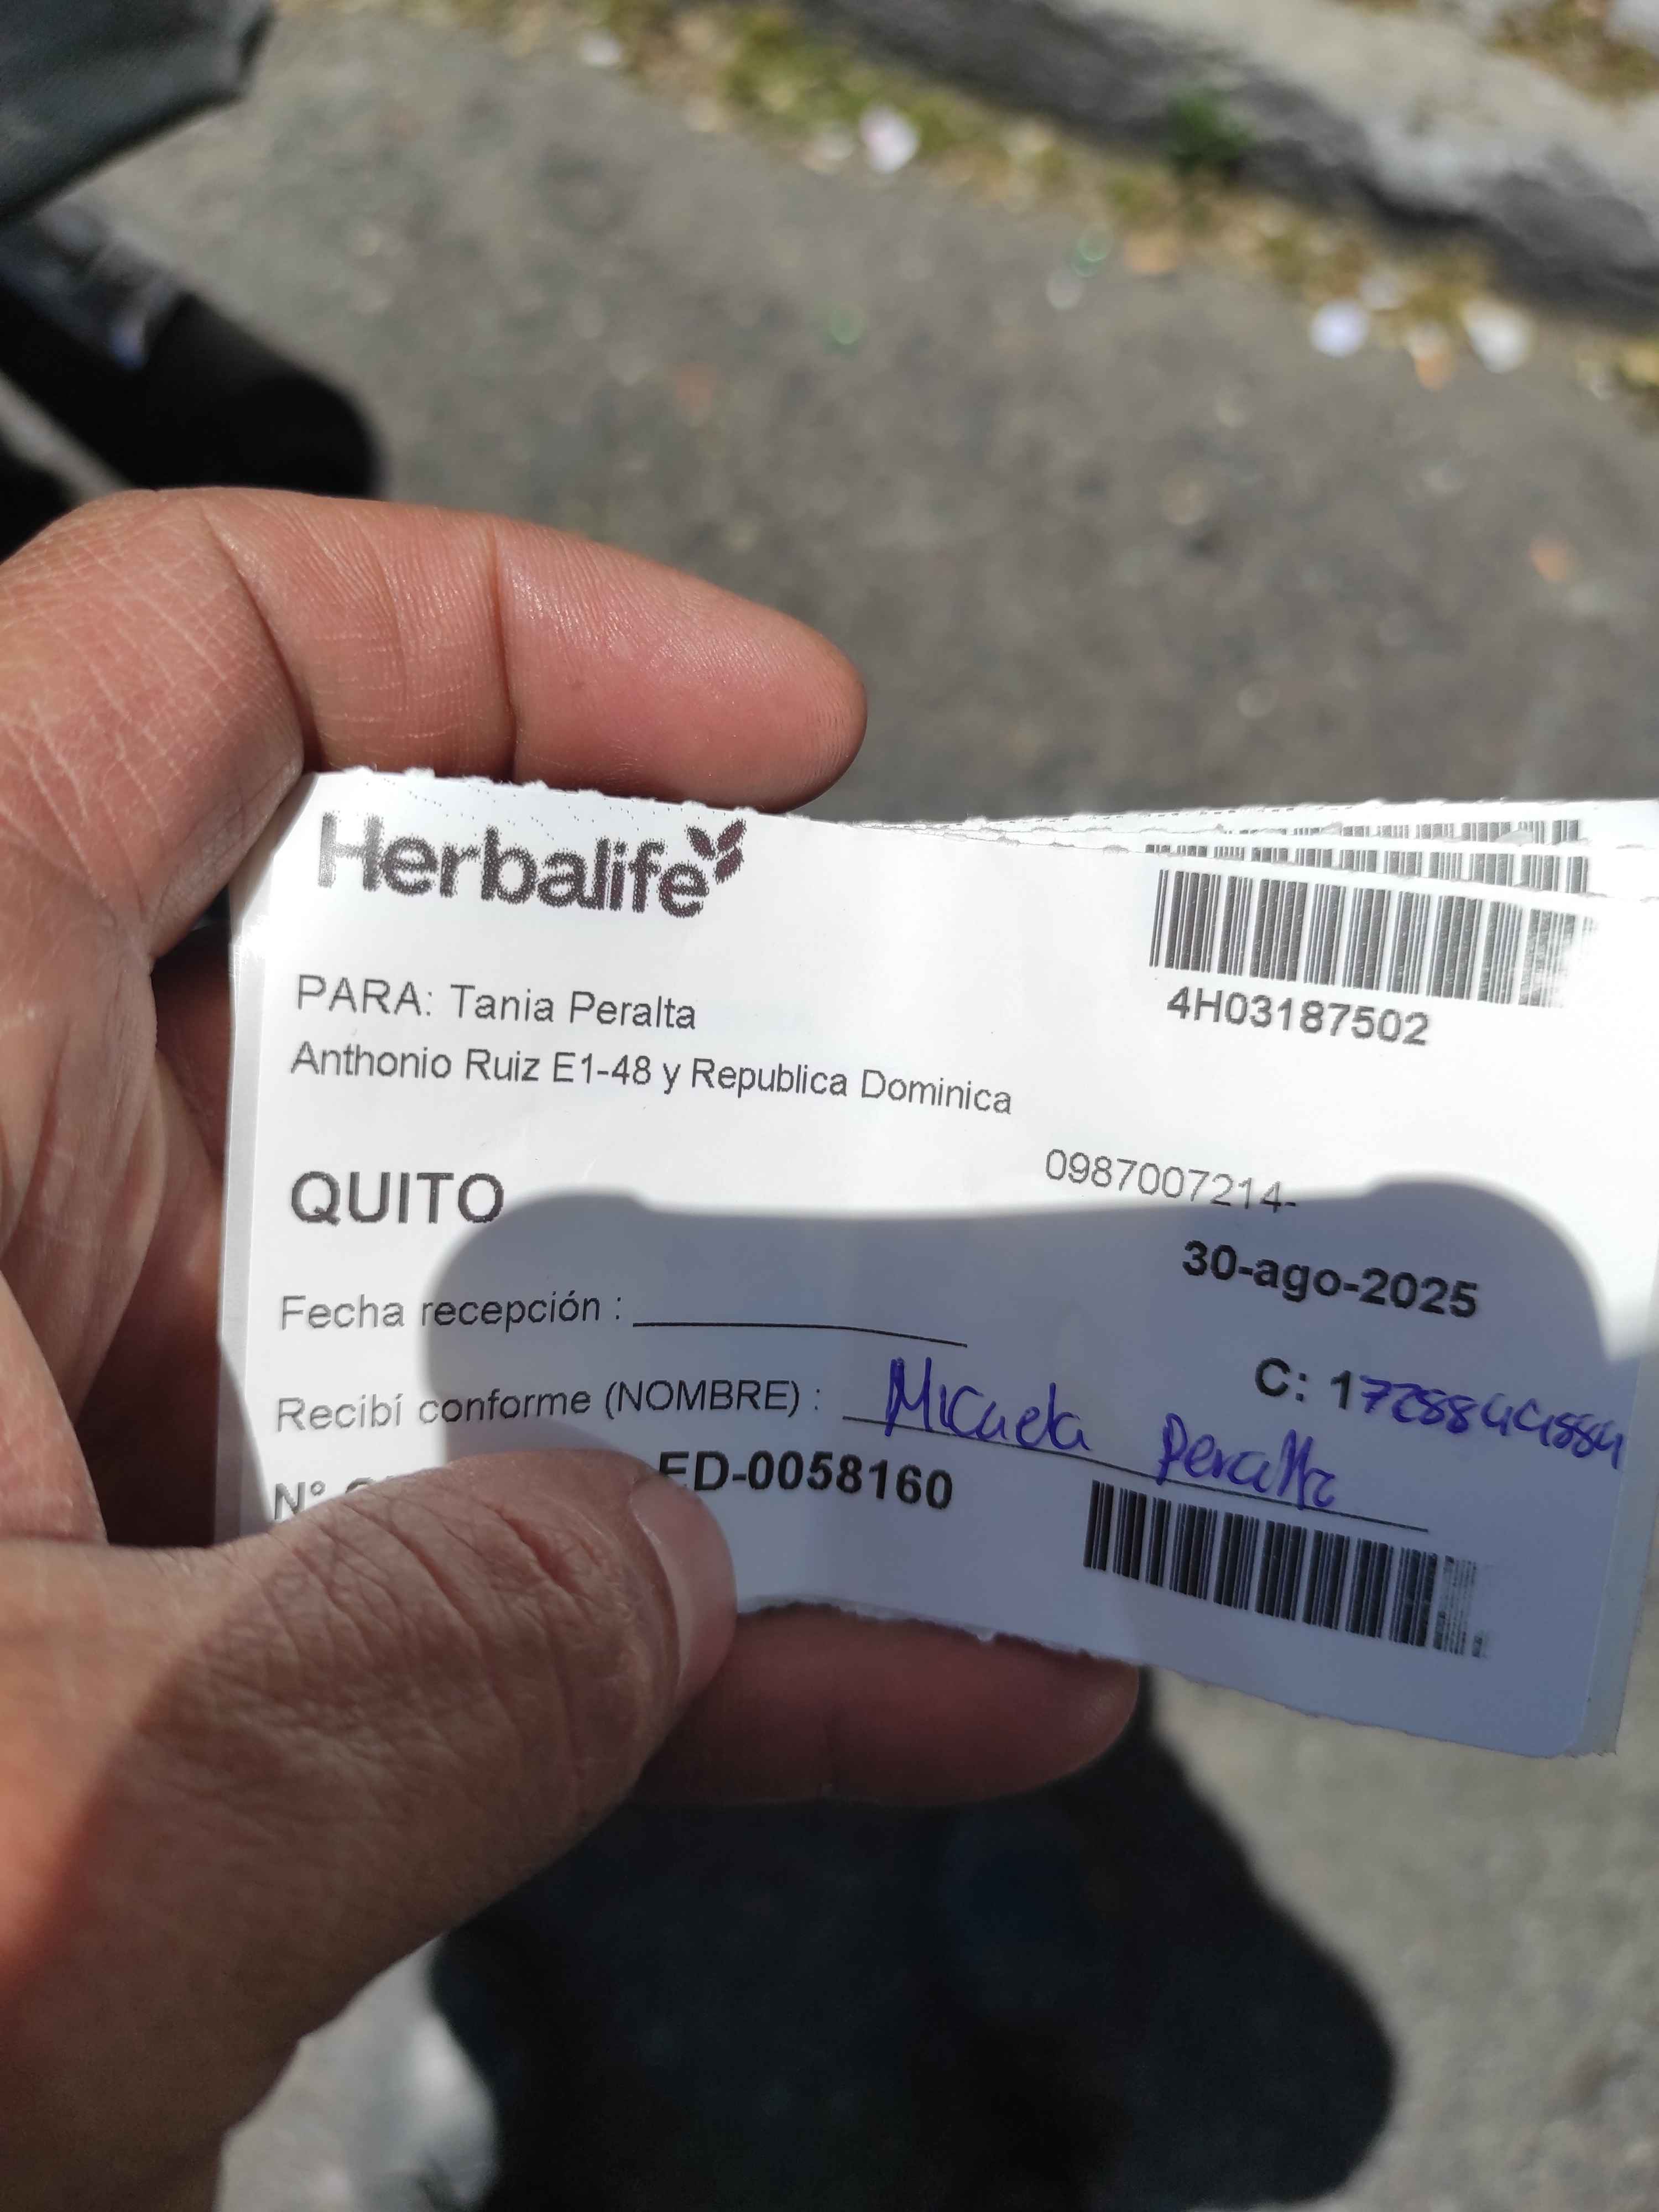 Herbalife
4H03187502
PARA: Tania Peralta
Anthonio Ruiz E1-48 y Republica Dominica
0987007214-
QUITO
30-ago-2025
Fecha recepción :
C: 1
Recibí conforme (NOMBRE) : Micaela Peralta
N° ED-0058160